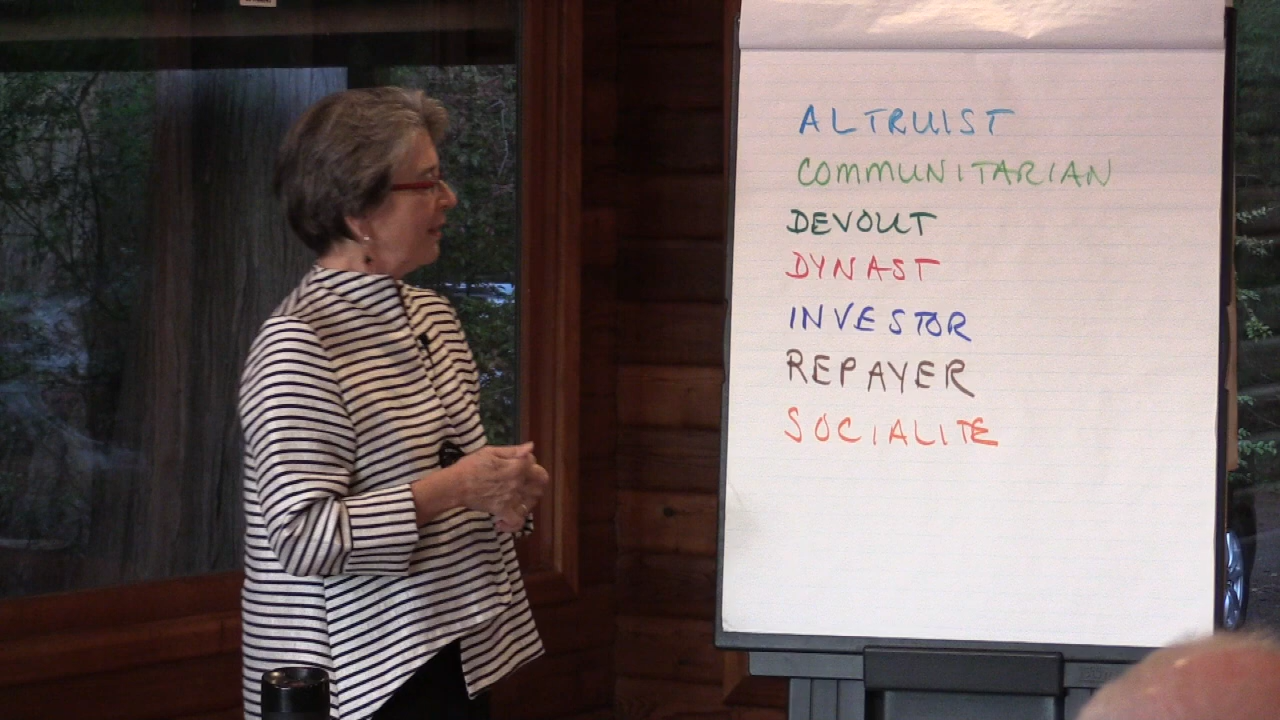 ALTRUIST
COMMUNITARIAN
DEVOUT
DYNAST
INVESTOR
REPAYER
SOCIALITE